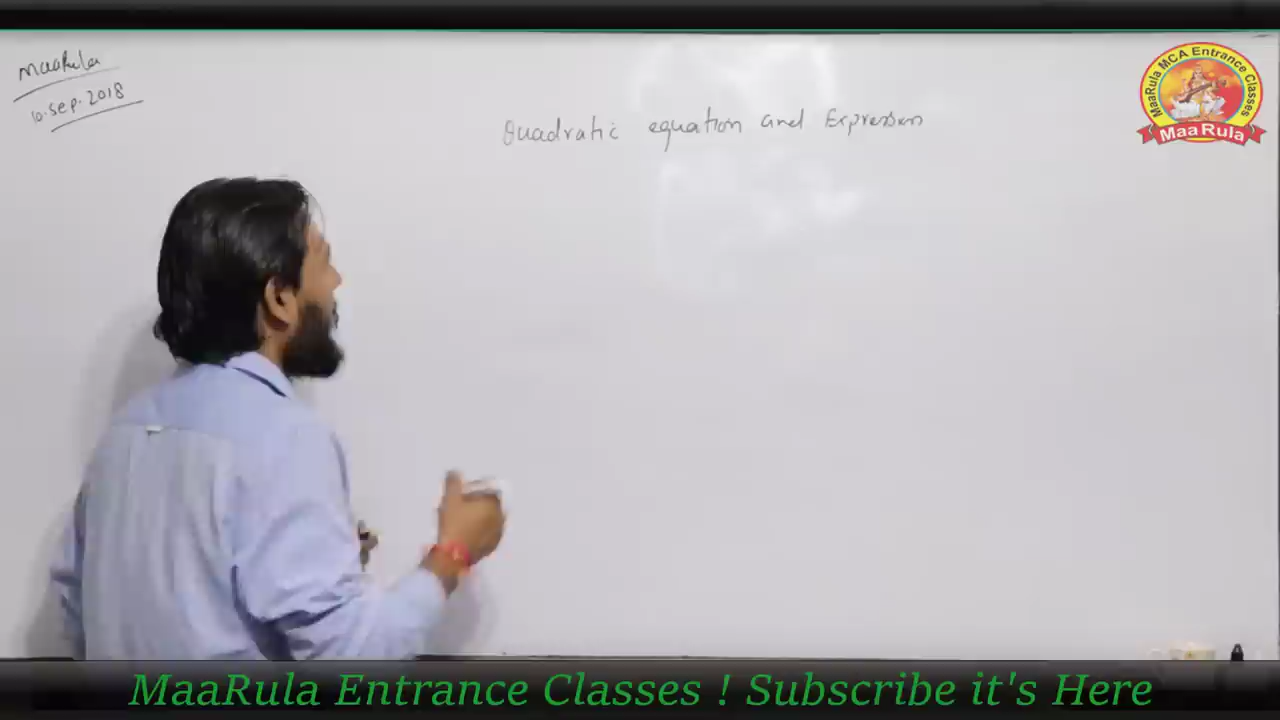 MaaRula
10.Sep.2018
Quadratic equation and Expression
MaaRula MCA Entrance Classes
MaaRula
MaaRula Entrance Classes ! Subscribe it's Here